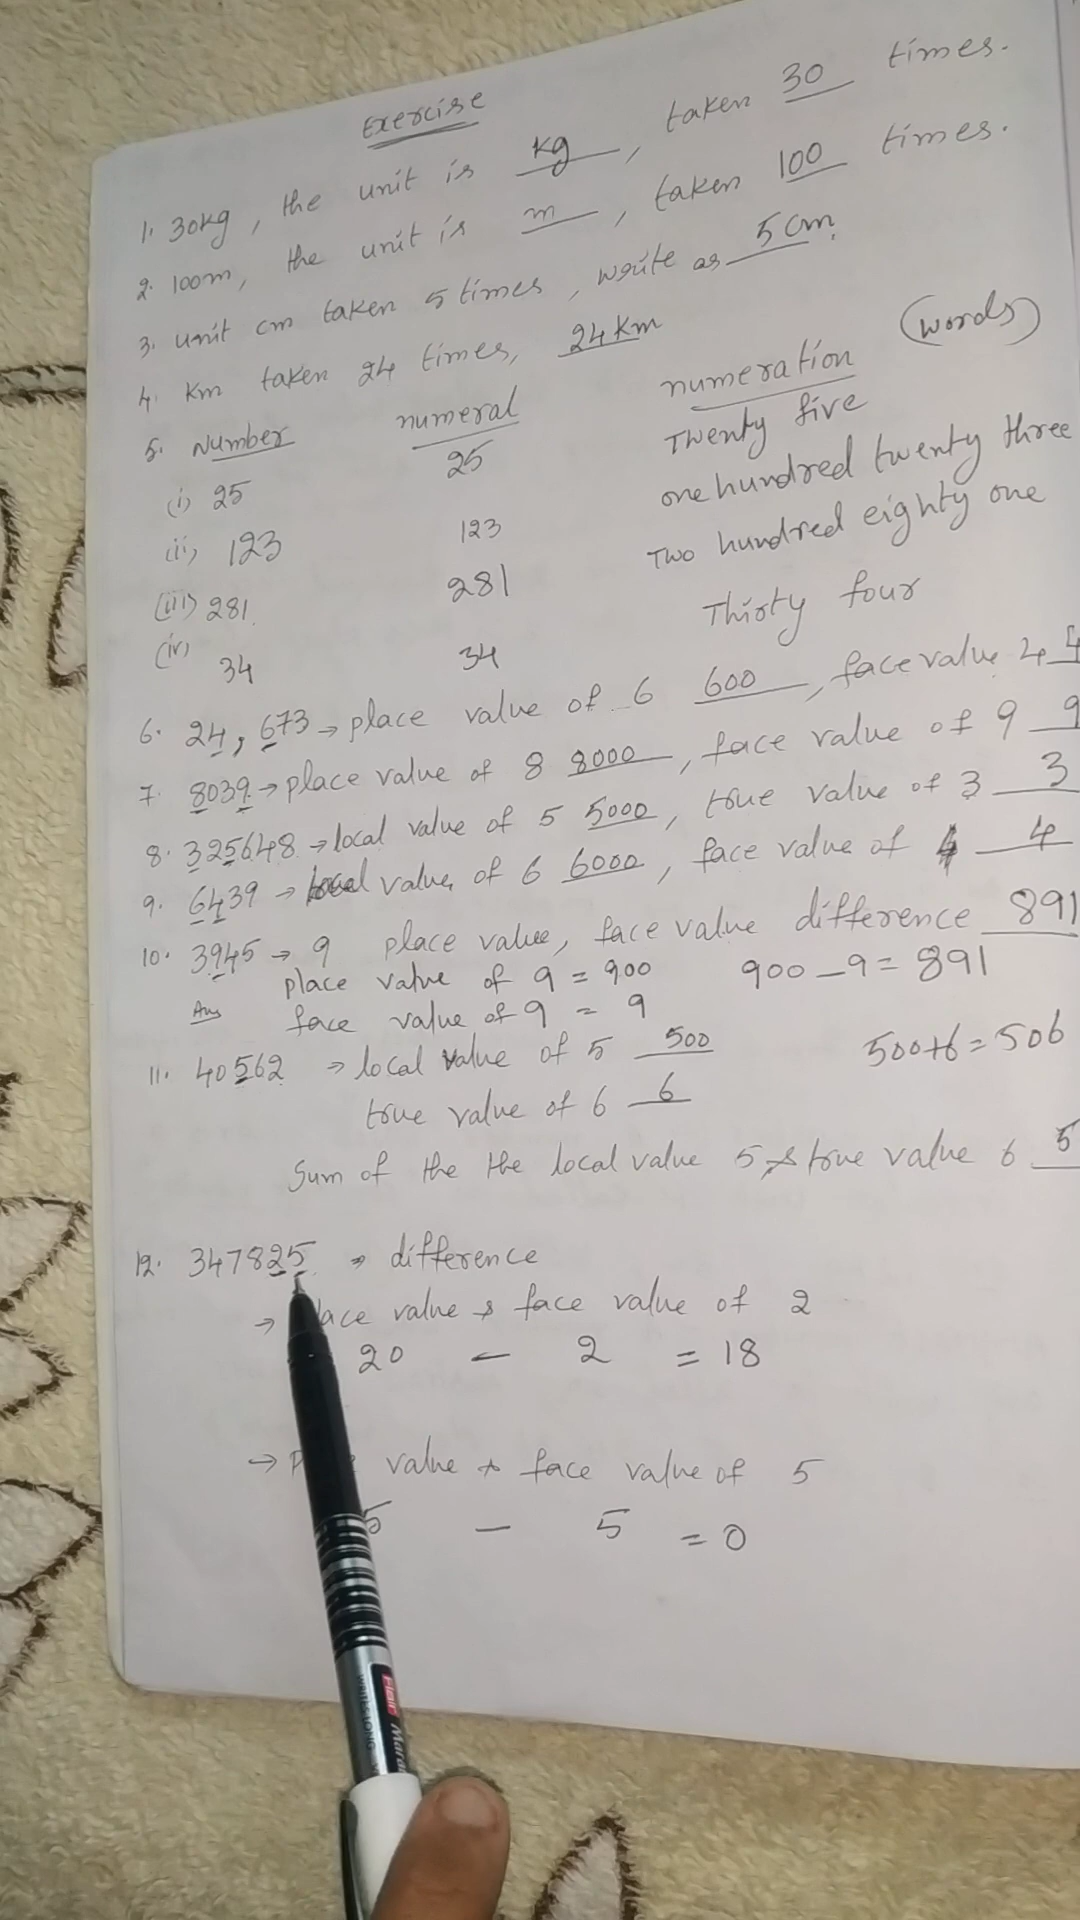 Exercise
1. 30kg, the unit is kg, taken 30 times.
2. 100m, the unit is m, taken 100 times.
3. unit cm taken 5 times, write as 5cm.
4. Km taken 24 times, 24Km
5. Number numeral numeration (words)
(i) 25 25 Twenty five
(ii) 123 123 one hundred twenty three
(iii) 281. 281 Two hundred eighty one
(iv) 34 34 Thirty four
6. 24,673 → place value of 6 600, face value 4 4
7. 8039 → place value of 8 8000, face value of 9 9
8. 325648 → local value of 5 5000, true value of 3 3
9. 6439 → local value of 6 6000, face value of 4 4
10. 3945 → 9 place value, face value difference 891
place value of 9 = 900 900 - 9 = 891
Ans face value of 9 = 9
11. 40562 → local value of 5 500 500+6 = 506
true value of 6 6
Sum of the the local value 5 & true value 6 5
12. 347825 → difference
→ place value & face value of 2
20 - 2 = 18
→ value & face value of 5
5 - 5 = 0
Flair
WRITES LONG